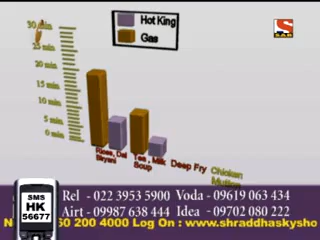 Hot King
Gas
SAB
30 min
25 min
20 min
15 min
10 min
5 min
0 min
Rice, Dal
Biryani
Tea, Milk
Soup
Deep Fry
Chicken
Mutton
SMS
HK
56677
Rel - 022 3953 5900 Voda - 09619 063 434
Airt - 09987 638 444 Idea - 09702 080 222
60 200 4000 Log On : www.shraddhaskysho